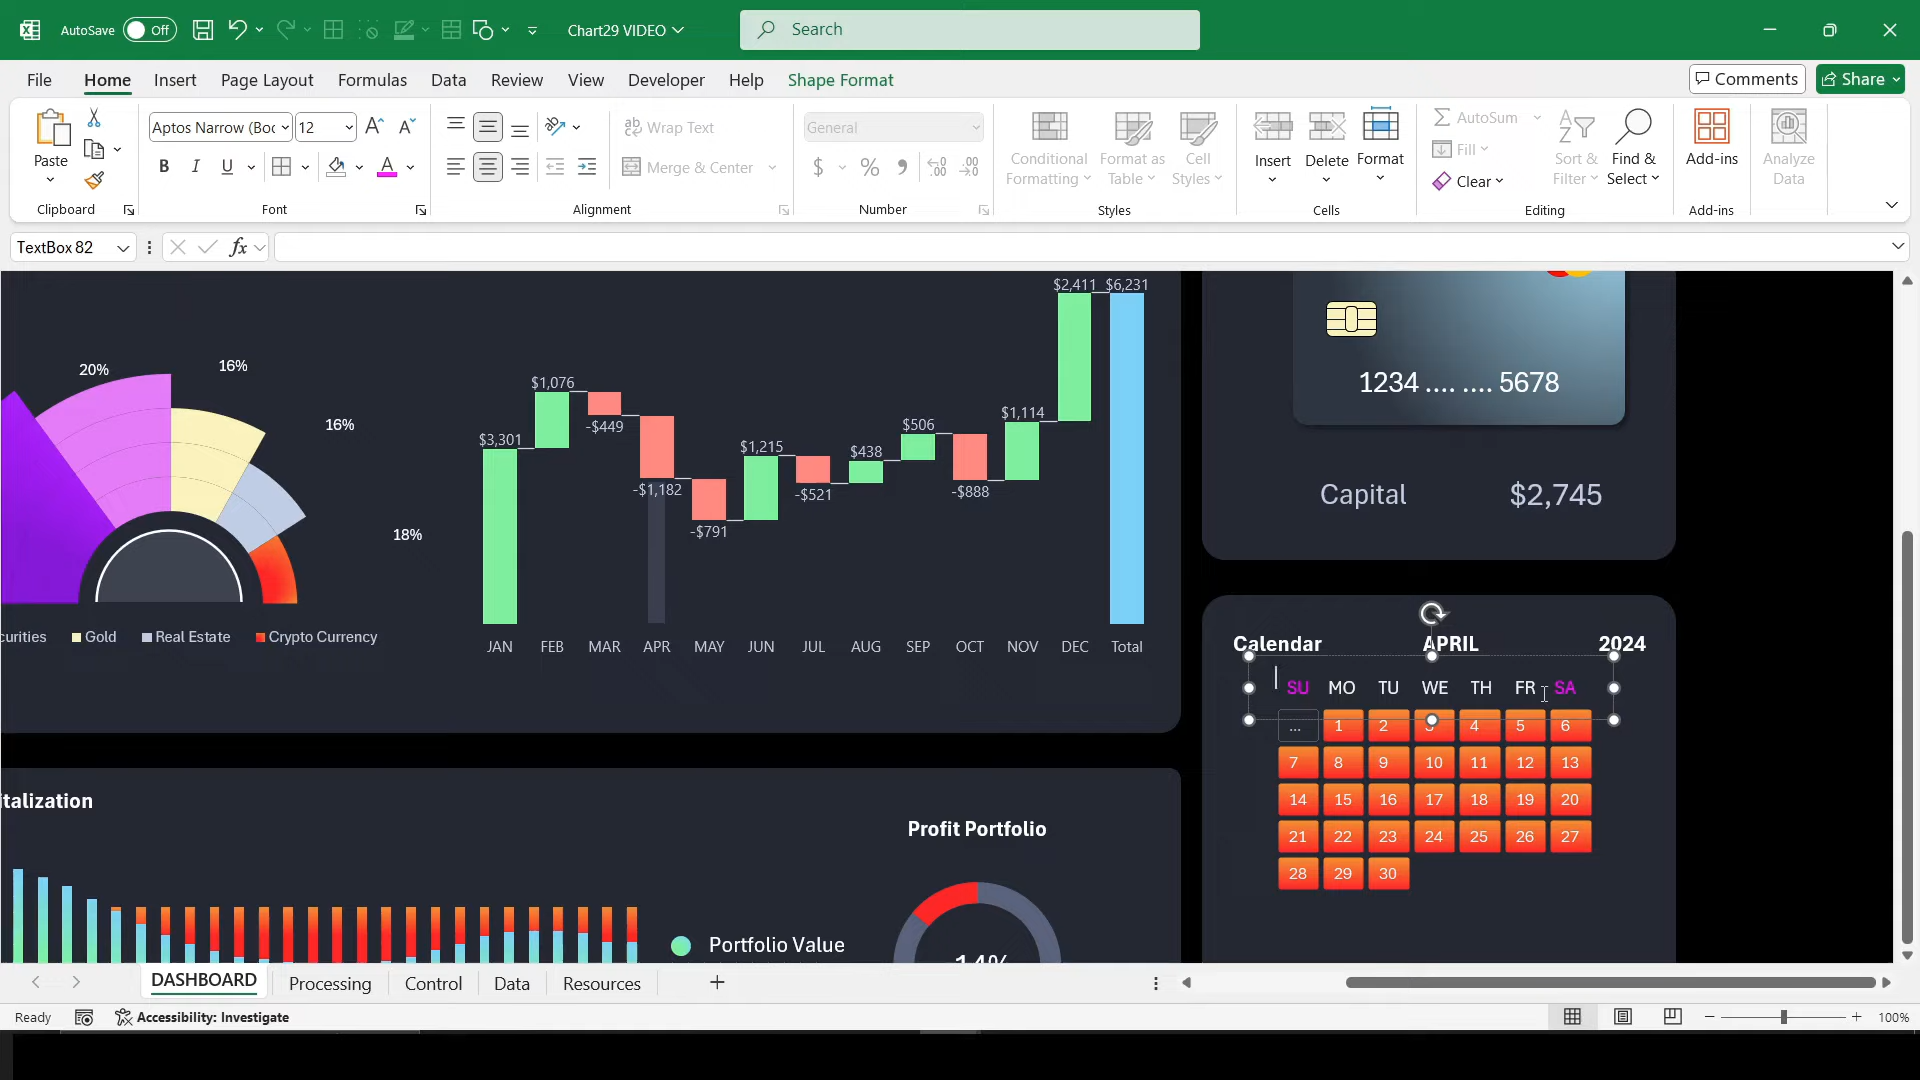 AutoSave Off Chart29 VIDEO Search
File Home Insert Page Layout Formulas Data Review View Developer Help Shape Format Comments Share
Paste
Aptos Narrow (Boc 12
B I U
Wrap Text
Merge & Center
General
Conditional Formatting
Format as Table
Cell Styles
Insert
Delete
Format
AutoSum
Fill
Clear
Sort & Filter
Find & Select
Add-ins
Analyze Data
Clipboard Font Alignment Number Styles Cells Editing Add-ins
TextBox 82 fx
20%
16%
16%
18%
curities Gold Real Estate Crypto Currency
$3,301
$1,076
-$449
-$1,182
-$791
$1,215
-$521
$438
$506
-$888
$1,114
$2,411
$6,231
JAN FEB MAR APR MAY JUN JUL AUG SEP OCT NOV DEC Total
1234 .... .... 5678
Capital $2,745
Calendar APRIL 2024
SU MO TU WE TH FR SA
... 1 2 3 4 5 6
7 8 9 10 11 12 13
14 15 16 17 18 19 20
21 22 23 24 25 26 27
28 29 30
italization
Portfolio Value
Profit Portfolio
14%
DASHBOARD Processing Control Data Resources
Ready Accessibility: Investigate 100%